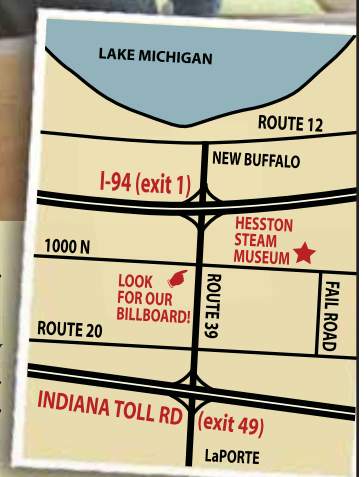 LAKE MICHIGAN
ROUTE 12
NEW BUFFALO
I-94 (exit 1)
HESSTON
STEAM
MUSEUM
1000 N
LOOK
FOR OUR
BILLBOARD!
ROUTE 39
FAIL ROAD
ROUTE 20
INDIANA TOLL RD (exit 49)
LaPORTE